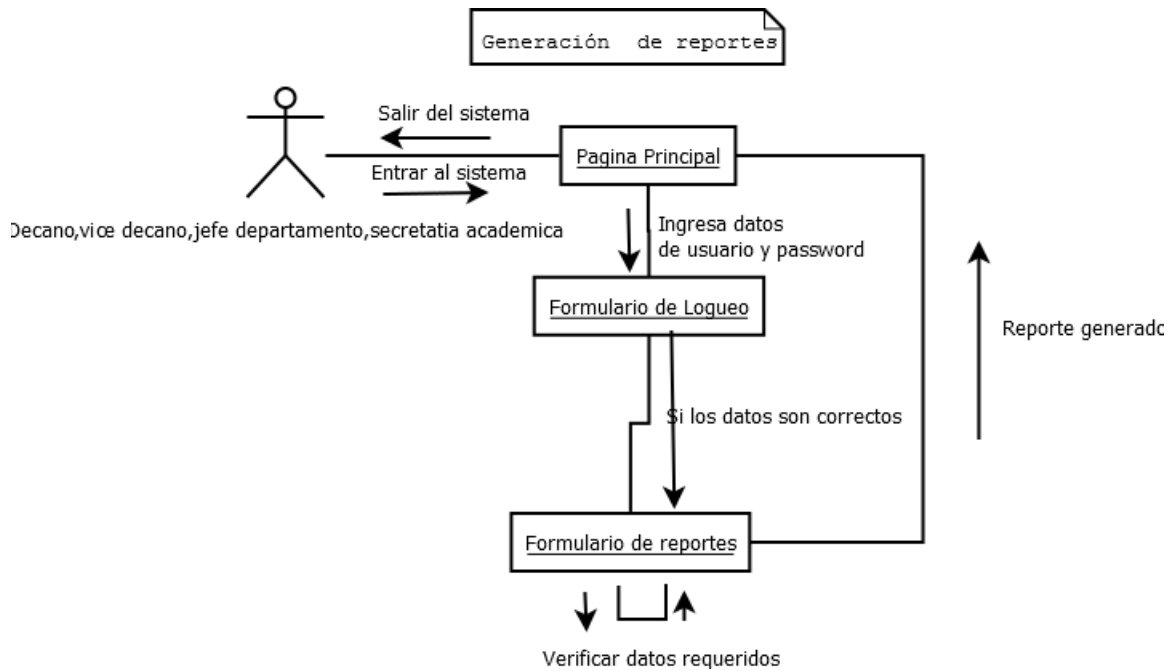 Generación de reportes
Salir del sistema
Pagina Principal
Entrar al sistema
Decano,vice decano,jefe departamento,secretatia academica
Ingresa datos
de usuario y password
Formulario de Logueo
Reporte generado
Si los datos son correctos
Formulario de reportes
Verificar datos requeridos